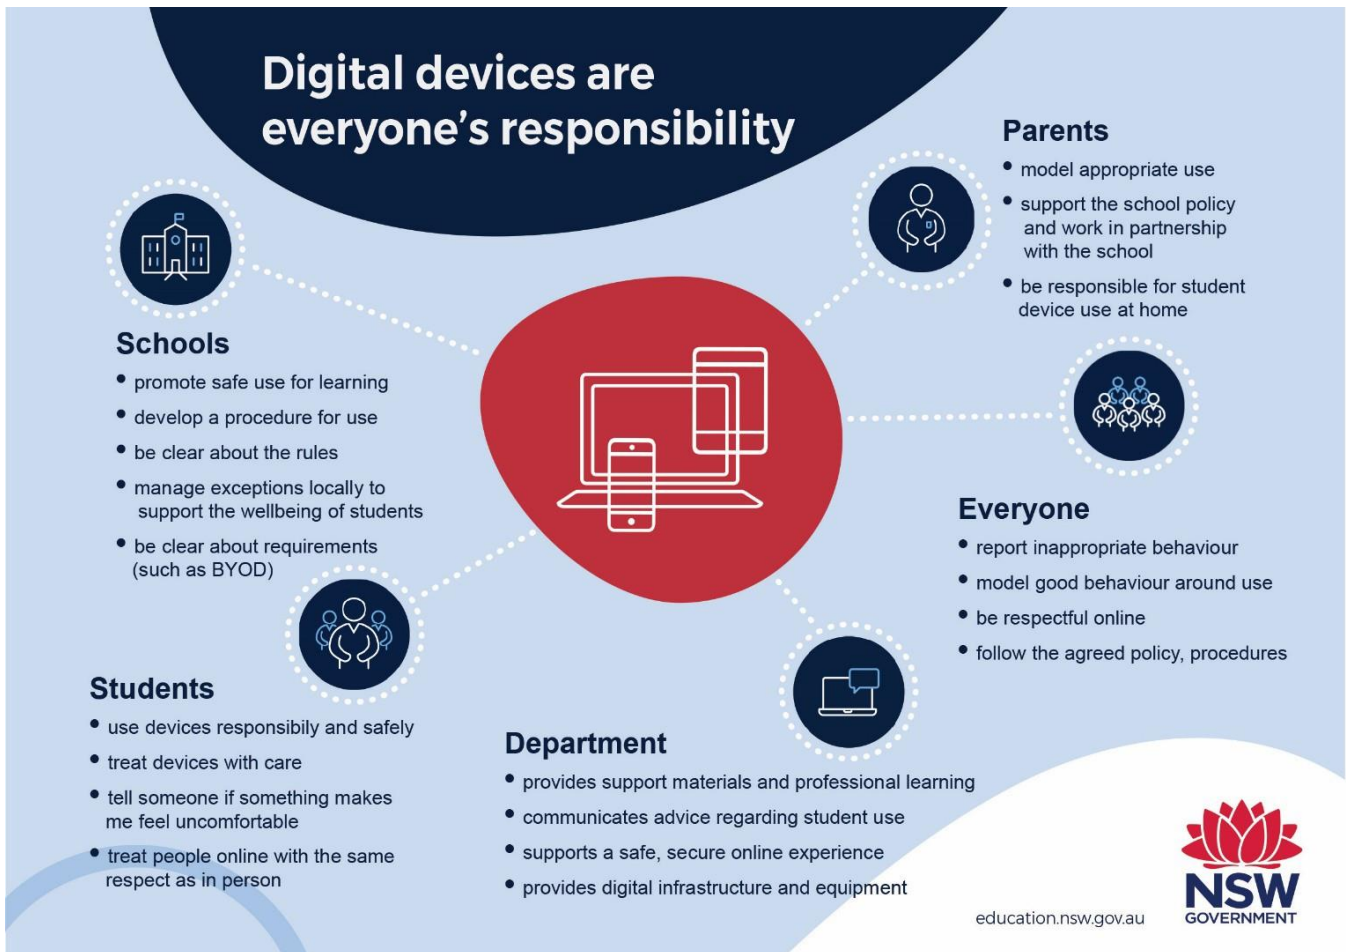 Digital devices are
everyone's responsibility
Schools
• promote safe use for learning
• develop a procedure for use
• be clear about the rules
• manage exceptions locally to
support the wellbeing of students
• be clear about requirements
(such as BYOD)
Students
• use devices responsibily and safely
• treat devices with care
• tell someone if something makes
me feel uncomfortable
• treat people online with the same
respect as in person
Department
• provides support materials and professional learning
• communicates advice regarding student use
• supports a safe, secure online experience
• provides digital infrastructure and equipment
Parents
• model appropriate use
• support the school policy
and work in partnership
with the school
• be responsible for student
device use at home
Everyone
• report inappropriate behaviour
• model good behaviour around use
• be respectful online
• follow the agreed policy, procedures
education.nsw.gov.au
NSW
GOVERNMENT